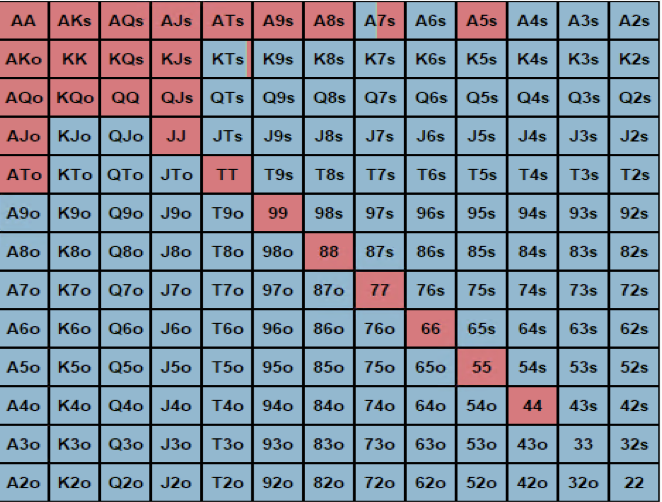 AA AKs AQs AJs ATs A9s A8s A7s A6s A5s A4s A3s A2s
AKo KK KQs KJs KTs K9s K8s K7s K6s K5s K4s K3s K2s
AQo KQo QQ QJs QTs Q9s Q8s Q7s Q6s Q5s Q4s Q3s Q2s
AJo KJo QJo JJ JTs J9s J8s J7s J6s J5s J4s J3s J2s
ATo KTo QTo JTo TT T9s T8s T7s T6s T5s T4s T3s T2s
A9o K9o Q9o J9o T9o 99 98s 97s 96s 95s 94s 93s 92s
A8o K8o Q8o J8o T8o 98o 88 87s 86s 85s 84s 83s 82s
A7o K7o Q7o J7o T7o 97o 87o 77 76s 75s 74s 73s 72s
A6o K6o Q6o J6o T6o 96o 86o 76o 66 65s 64s 63s 62s
A5o K5o Q5o J5o T5o 95o 85o 75o 65o 55 54s 53s 52s
A4o K4o Q4o J4o T4o 94o 84o 74o 64o 54o 44 43s 42s
A3o K3o Q3o J3o T3o 93o 83o 73o 63o 53o 43o 33 32s
A2o K2o Q2o J2o T2o 92o 82o 72o 62o 52o 42o 32o 22